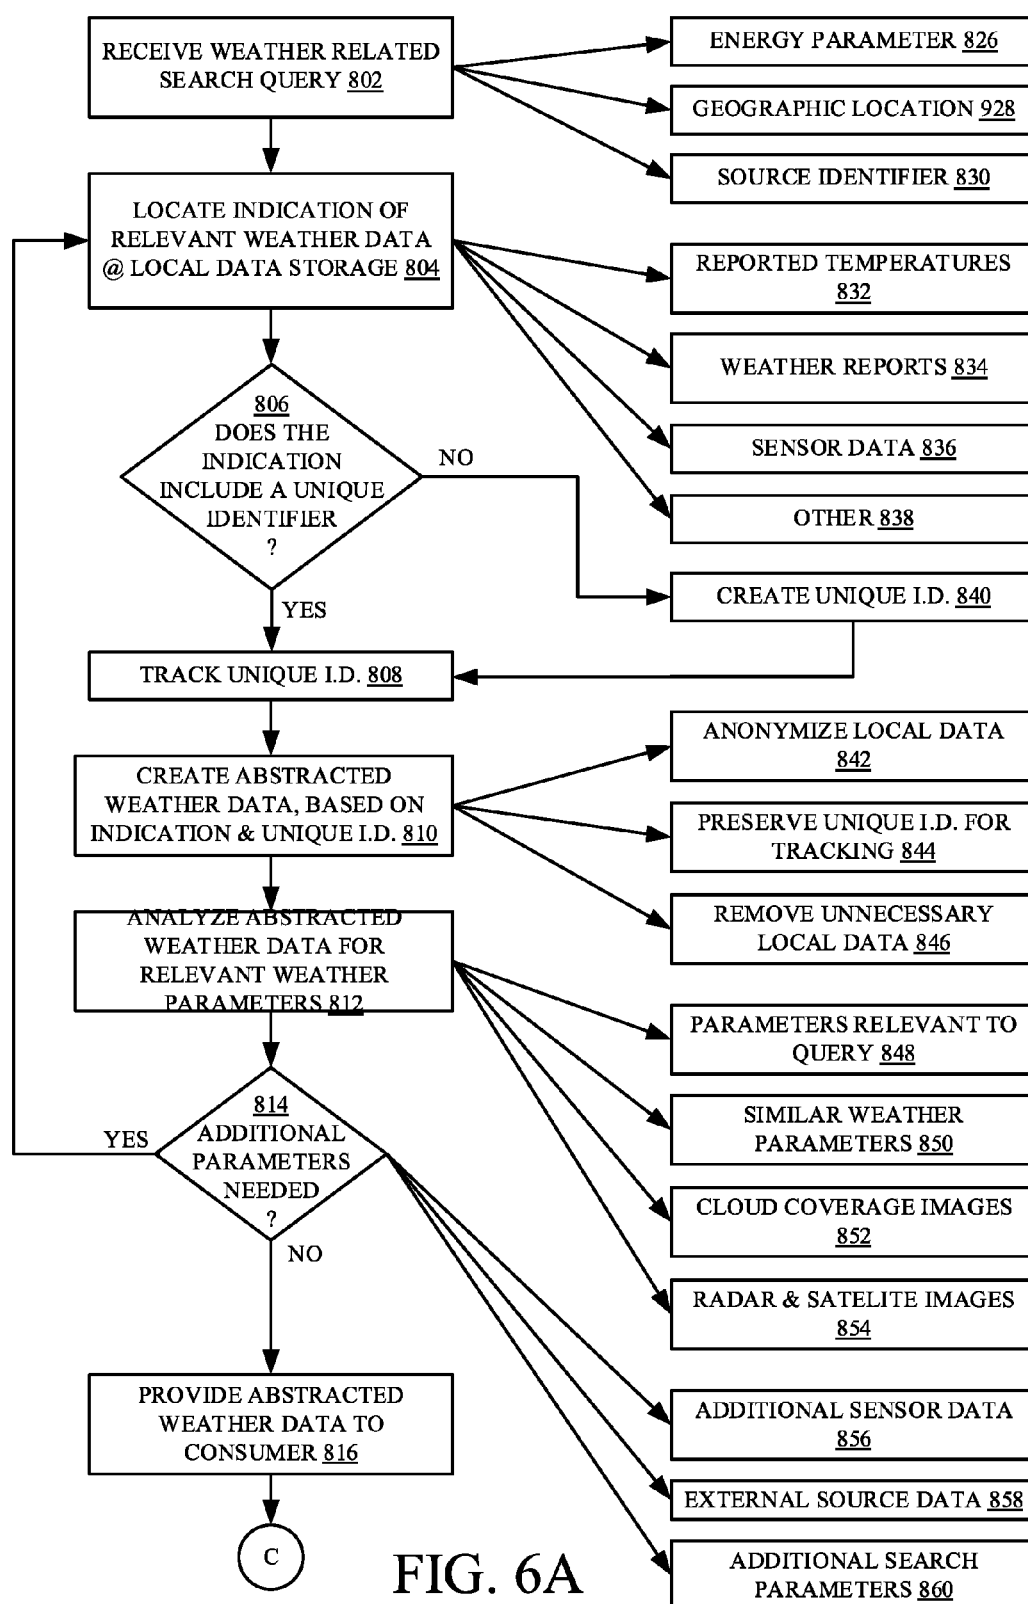 RECEIVE WEATHER RELATED
SEARCH QUERY 802
ENERGY PARAMETER 826
GEOGRAPHIC LOCATION 928
SOURCE IDENTIFIER 830
LOCATE INDICATION OF
RELEVANT WEATHER DATA
@ LOCAL DATA STORAGE 804
REPORTED TEMPERATURES
832
WEATHER REPORTS 834
SENSOR DATA 836
OTHER 838
806
DOES THE
INDICATION
INCLUDE A UNIQUE
IDENTIFIER
?
NO
YES
CREATE UNIQUE I.D. 840
TRACK UNIQUE I.D. 808
CREATE ABSTRACTED
WEATHER DATA, BASED ON
INDICATION & UNIQUE I.D. 810
ANONYMIZE LOCAL DATA
842
PRESERVE UNIQUE I.D. FOR
TRACKING 844
REMOVE UNNECESSARY
LOCAL DATA 846
ANALYZE ABSTRACTED
WEATHER DATA FOR
RELEVANT WEATHER
PARAMETERS 812
PARAMETERS RELEVANT TO
QUERY 848
SIMILAR WEATHER
PARAMETERS 850
CLOUD COVERAGE IMAGES
852
RADAR & SATELITE IMAGES
854
814
ADDITIONAL
PARAMETERS
NEEDED
?
YES
NO
ADDITIONAL SENSOR DATA
856
EXTERNAL SOURCE DATA 858
ADDITIONAL SEARCH
PARAMETERS 860
PROVIDE ABSTRACTED
WEATHER DATA TO
CONSUMER 816
C
FIG. 6A